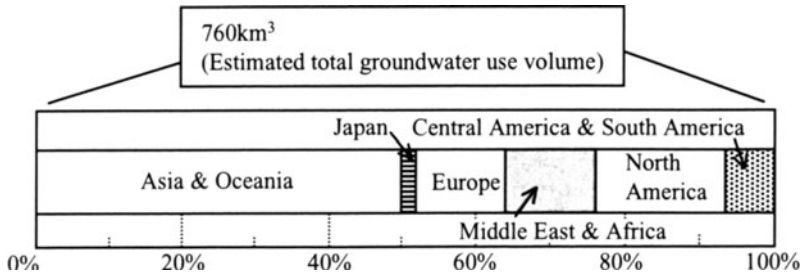 760km³
(Estimated total groundwater use volume)
Japan Central America & South America
Asia & Oceania
Europe
North
America
Middle East & Africa
0% 20% 40% 60% 80% 100%